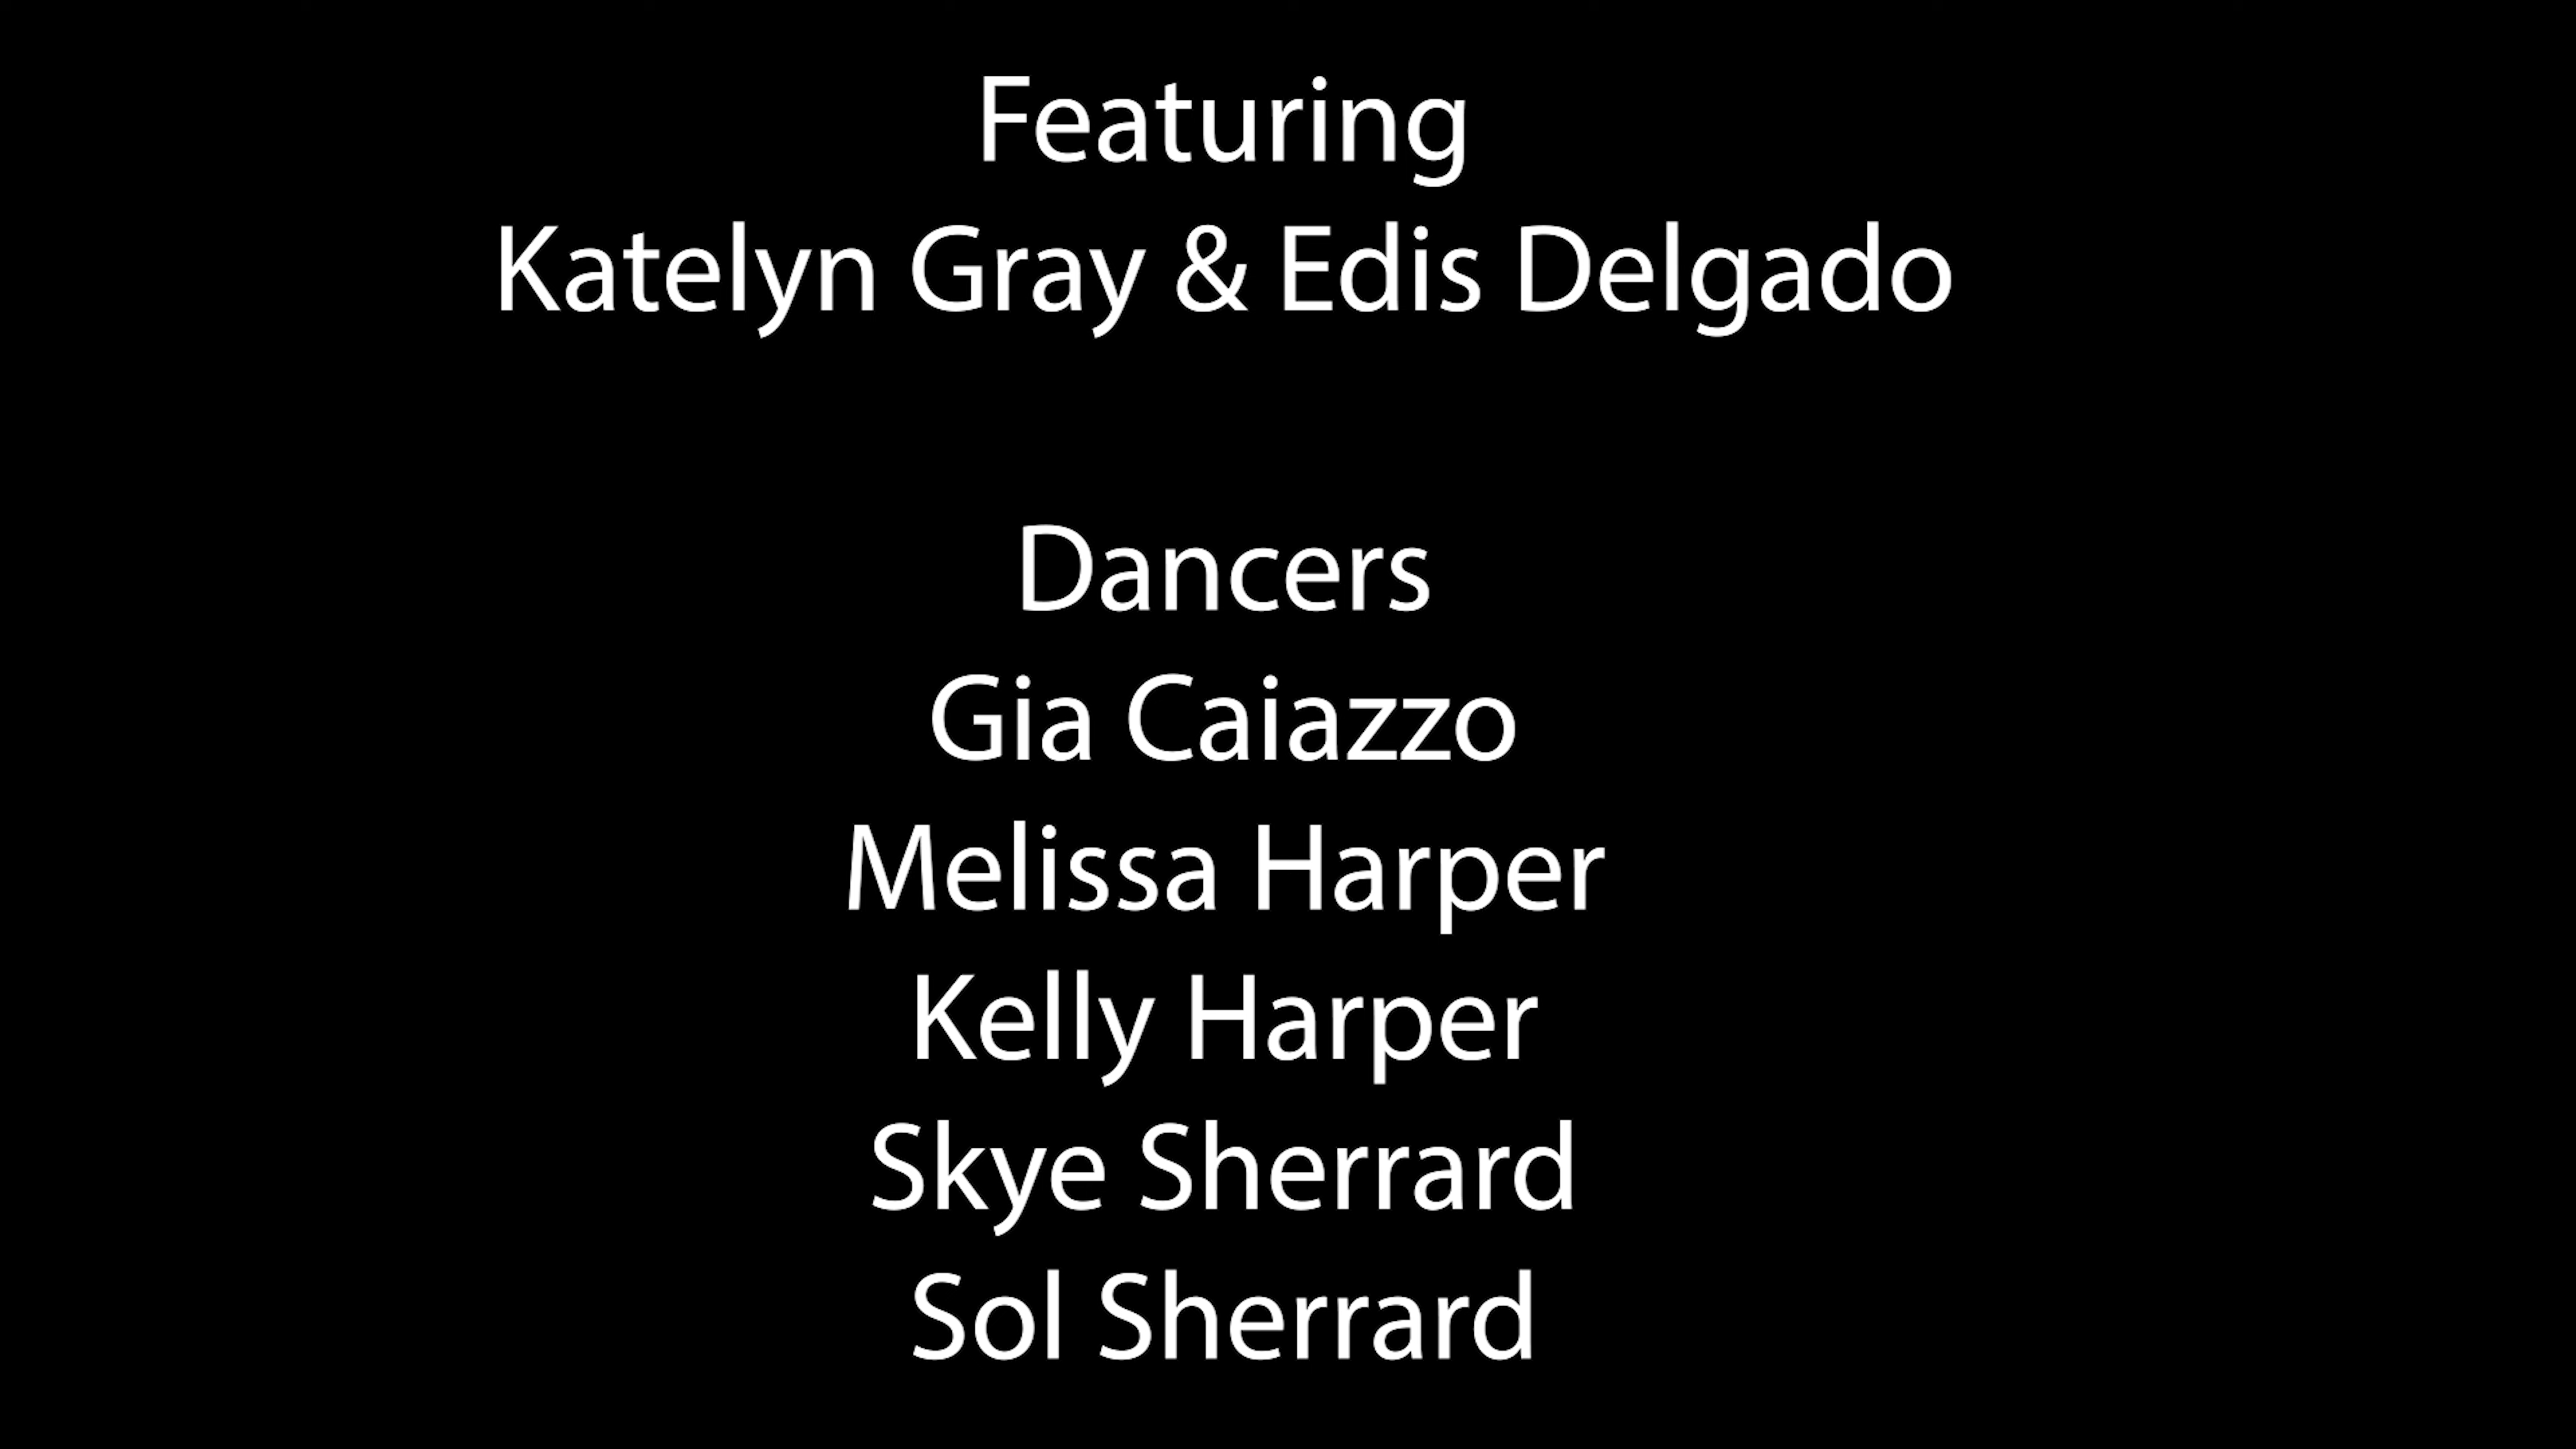 Featuring
Katelyn Gray & Edis Delgado
Dancers
Gia Caiazzo
Melissa Harper
Kelly Harper
Skye Sherrard
Sol Sherrard